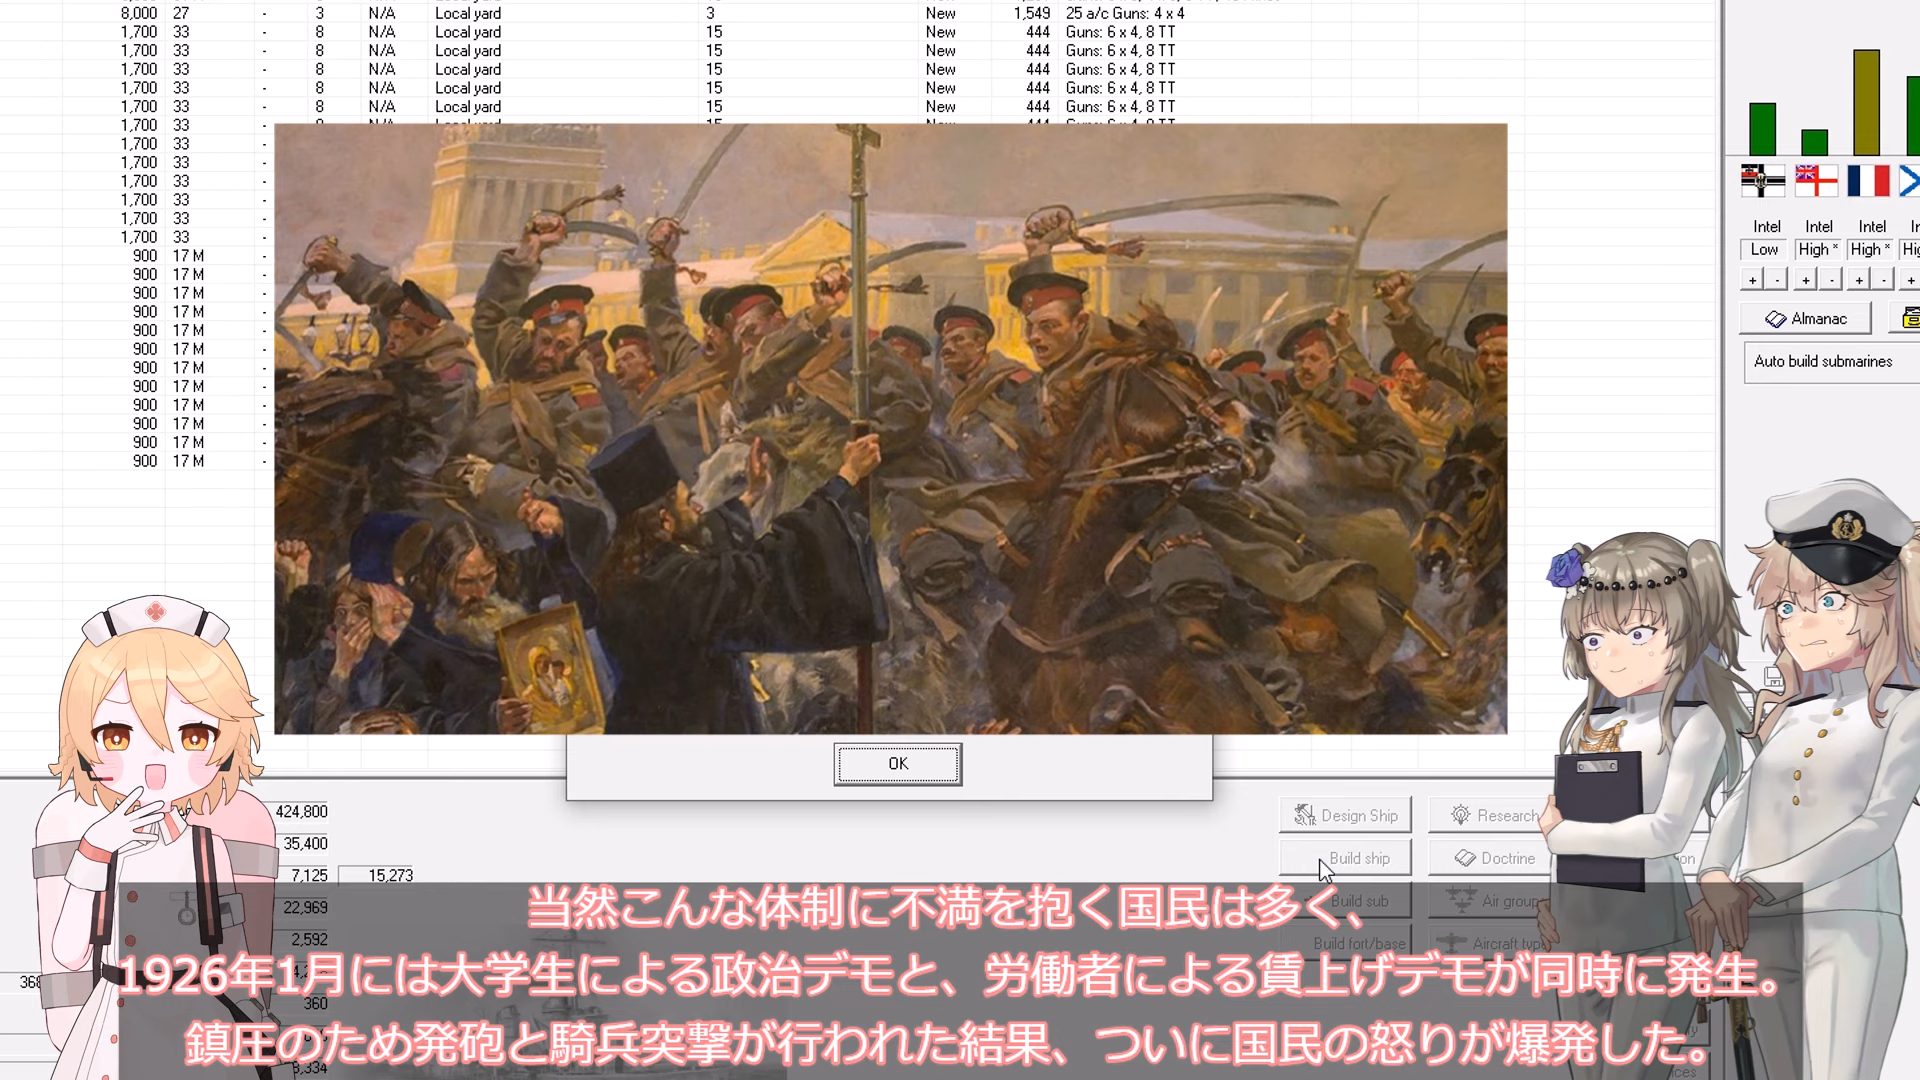 8,000 27 - 3 N/A Local yard 3 New 1,549 25 a/c Guns: 4 x 4
1,700 33 - 8 N/A Local yard 15 New 444 Guns: 6 x 4, 8 TT
1,700 33 - 8 N/A Local yard 15 New 444 Guns: 6 x 4, 8 TT
1,700 33 - 8 N/A Local yard 15 New 444 Guns: 6 x 4, 8 TT
1,700 33 - 8 N/A Local yard 15 New 444 Guns: 6 x 4, 8 TT
1,700 33 - 8 N/A Local yard 15 New 444 Guns: 6 x 4, 8 TT
1,700 33 -
1,700 33 -
1,700 33 -
1,700 33 -
1,700 33 -
1,700 33 -
1,700 33 -
900 17 M -
900 17 M -
900 17 M -
900 17 M -
900 17 M -
900 17 M -
900 17 M -
900 17 M -
900 17 M -
900 17 M -
900 17 M -
900 17 M -
Intel Intel Intel
Low High * High *
+ - + - + - +
Almanac
Auto build submarines
OK
424,800
35,400
7,125 15,273
22,969
2,592
360
Design Ship Research
Build ship Doctrine
Build sub Air group
Build fort/base Aircraft typ
当然こんな体制に不満を抱く国民は多く、
1926年1月には大学生による政治デモと、労働者による賃上げデモが同時に発生。
鎮圧のため発砲と騎兵突撃が行われた結果、ついに国民の怒りが爆発した。